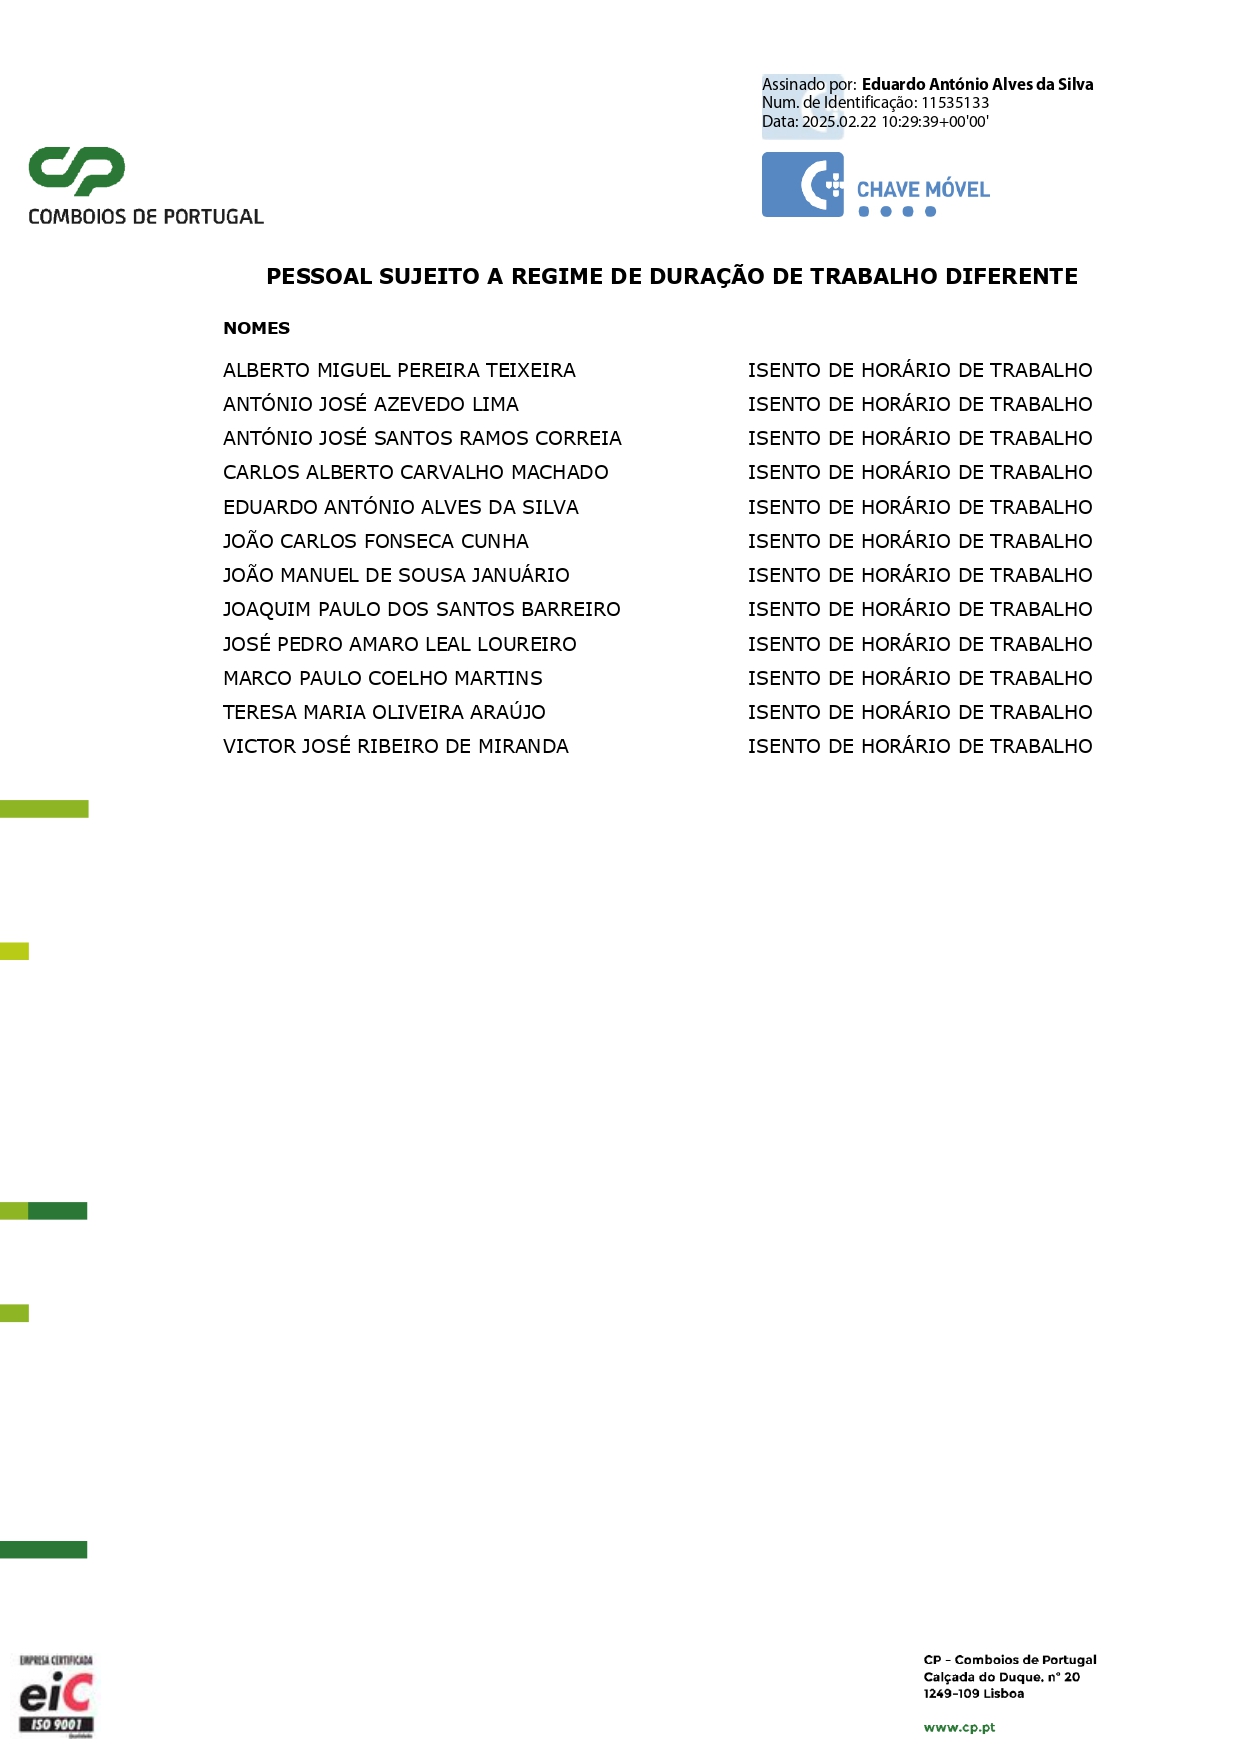 Assinado por: Eduardo António Alves da Silva
Num. de Identificação: 11535133
Data: 2025.02.22 10:29:39+00'00'
CHAVE MÓVEL
CP
COMBOIOS DE PORTUGAL
PESSOAL SUJEITO A REGIME DE DURAÇÃO DE TRABALHO DIFERENTE
NOMES
ALBERTO MIGUEL PEREIRA TEIXEIRA ISENTO DE HORÁRIO DE TRABALHO
ANTÓNIO JOSÉ AZEVEDO LIMA ISENTO DE HORÁRIO DE TRABALHO
ANTÓNIO JOSÉ SANTOS RAMOS CORREIA ISENTO DE HORÁRIO DE TRABALHO
CARLOS ALBERTO CARVALHO MACHADO ISENTO DE HORÁRIO DE TRABALHO
EDUARDO ANTÓNIO ALVES DA SILVA ISENTO DE HORÁRIO DE TRABALHO
JOÃO CARLOS FONSECA CUNHA ISENTO DE HORÁRIO DE TRABALHO
JOÃO MANUEL DE SOUSA JANUÁRIO ISENTO DE HORÁRIO DE TRABALHO
JOAQUIM PAULO DOS SANTOS BARREIRO ISENTO DE HORÁRIO DE TRABALHO
JOSÉ PEDRO AMARO LEAL LOUREIRO ISENTO DE HORÁRIO DE TRABALHO
MARCO PAULO COELHO MARTINS ISENTO DE HORÁRIO DE TRABALHO
TERESA MARIA OLIVEIRA ARAÚJO ISENTO DE HORÁRIO DE TRABALHO
VICTOR JOSÉ RIBEIRO DE MIRANDA ISENTO DE HORÁRIO DE TRABALHO
EMPRESA CERTIFICADA
eiC
ISO 9001
Qualidade
CP – Comboios de Portugal
Calçada do Duque, nº 20
1249–109 Lisboa
www.cp.pt